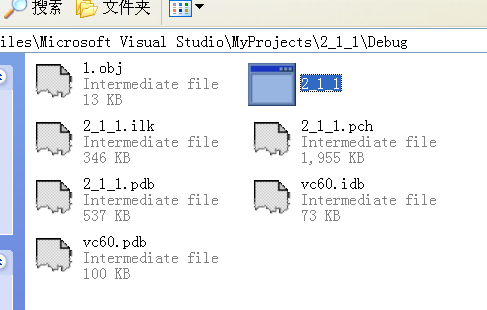 搜索 文件夹
iles\Microsoft Visual Studio\MyProjects\2_1_1\Debug
1.obj
Intermediate file
13 KB
2_1_1
2_1_1.ilk
Intermediate file
346 KB
2_1_1.pch
Intermediate file
1,955 KB
2_1_1.pdb
Intermediate file
537 KB
vc60.idb
Intermediate file
73 KB
vc60.pdb
Intermediate file
100 KB